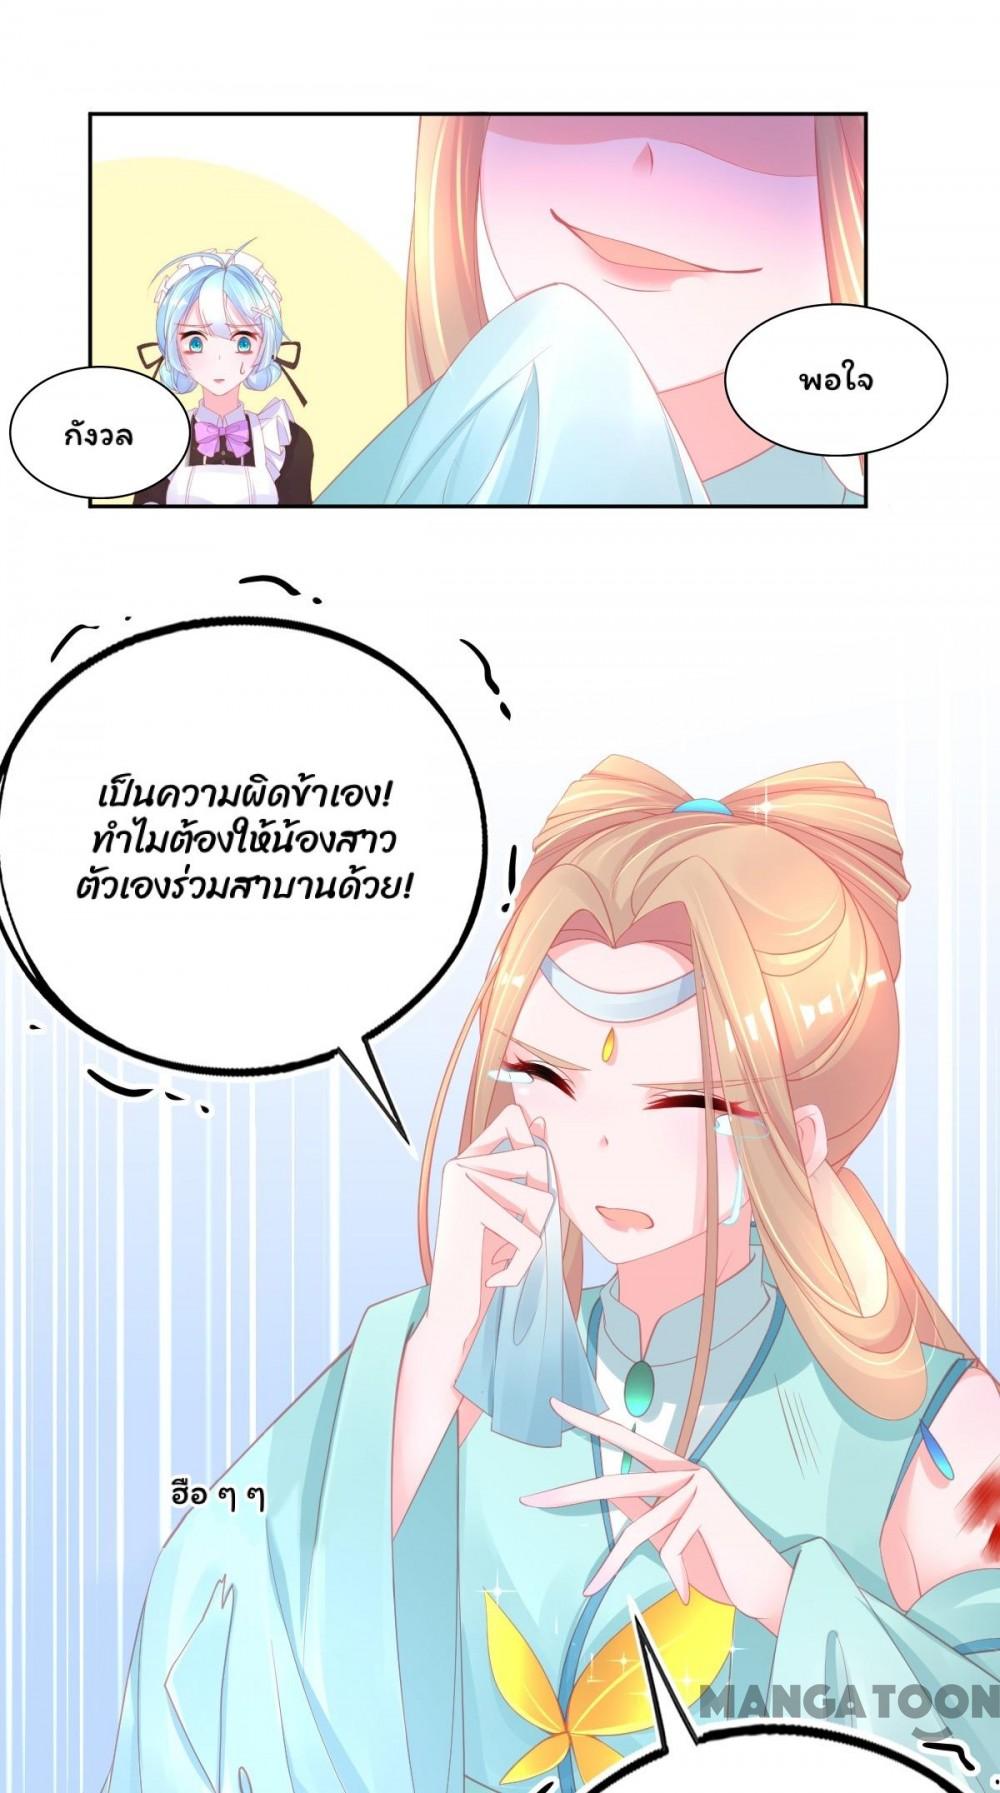 กังวล
พอใจ
เป็นความผิดข้าเอง!
ทำไมต้องให้น้องสาว
ตัวเองร่วมสาบานด้วย!
ฮือ ๆ ๆ
MANGATOON